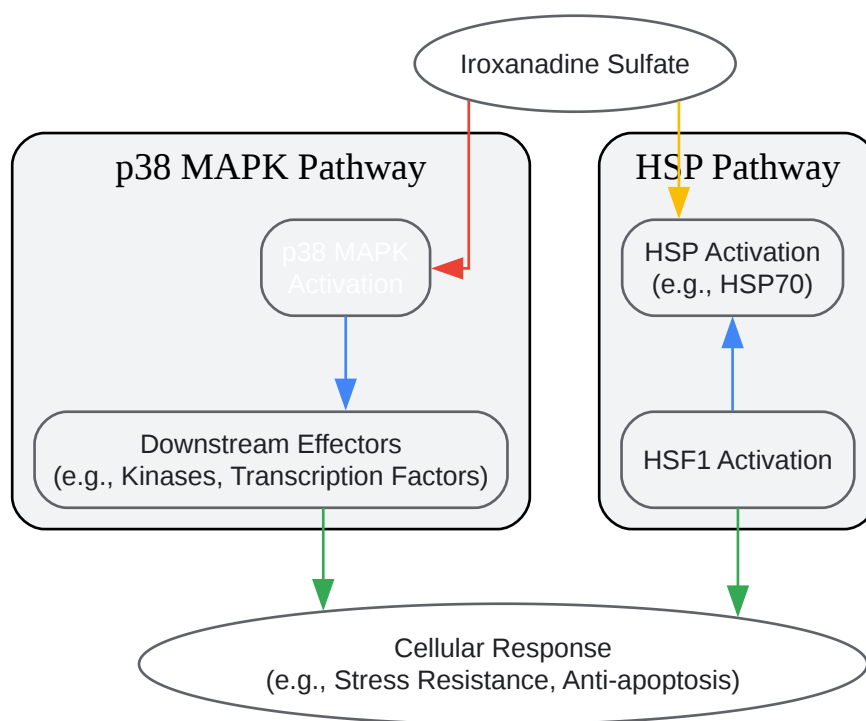 Iroxanadine Sulfate
p38 MAPK Pathway
HSP Pathway
p38 MAPK
Activation
HSP Activation
(e.g., HSP70)
Downstream Effectors
(e.g., Kinases, Transcription Factors)
HSF1 Activation
Cellular Response
(e.g., Stress Resistance, Anti-apoptosis)